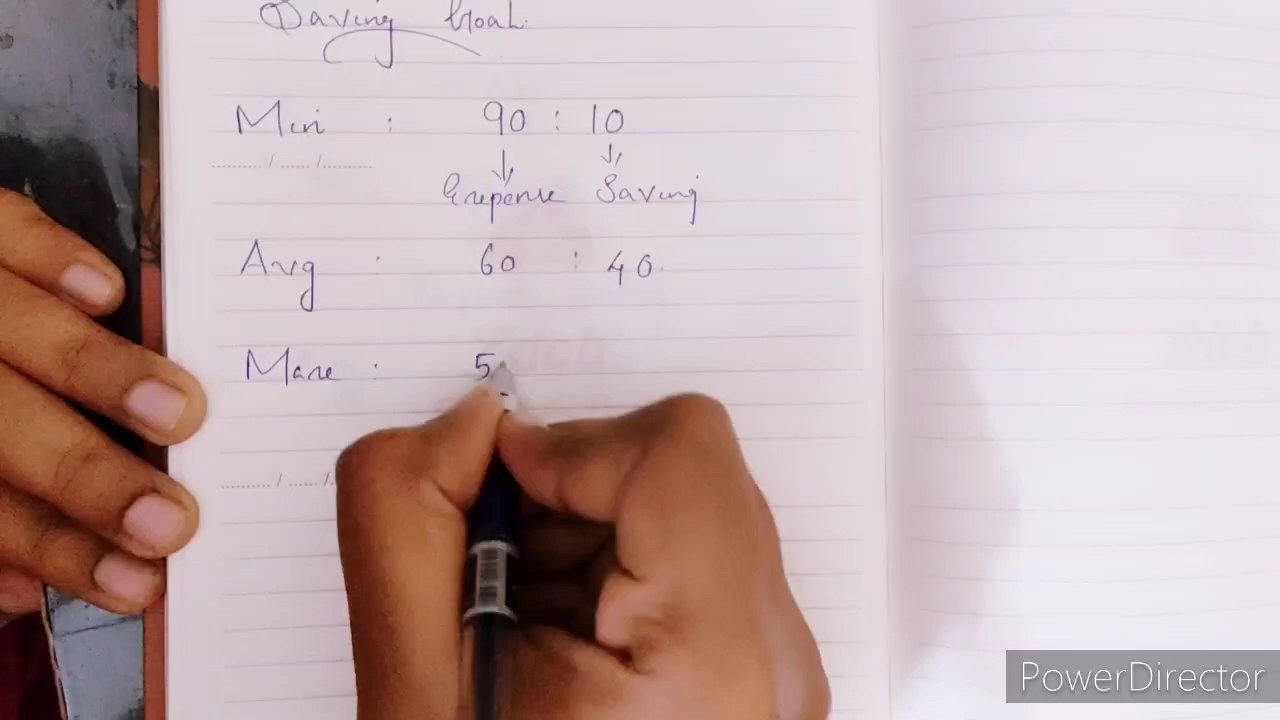 Saving Goal
Min : 90 : 10
Expense Saving
Avg : 60 : 40
Max : 5
PowerDirector